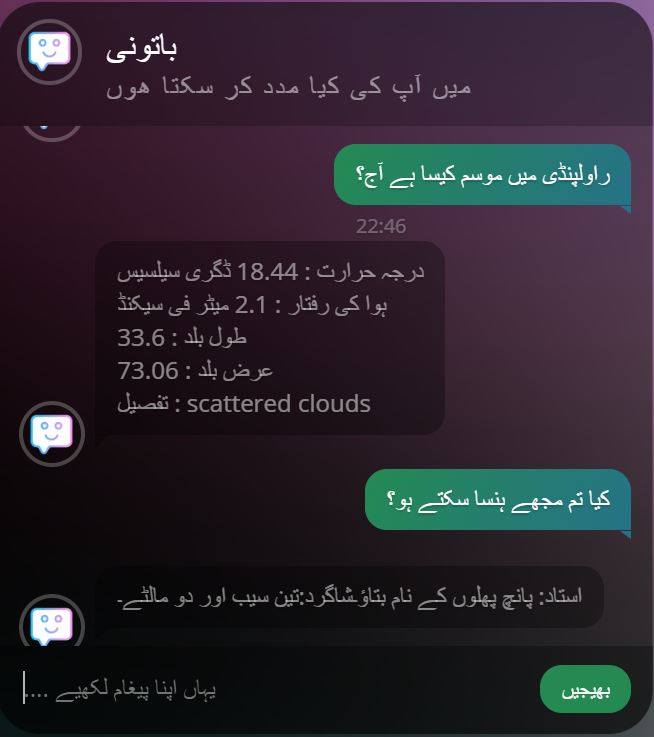 باتونی
میں آپ کی کیا مدد کر سکتا ھوں
راولپنڈی میں موسم کیسا ہے آج؟
22:46
درجہ حرارت : 18.44 ڈگری سیلسیس
ہوا کی رفتار : 2.1 میٹر فی سیکنڈ
طول بلد : 33.6
عرض بلد : 73.06
تفصیل : scattered clouds
کیا تم مجھے ہنسا سکتے ہو؟
استاد: پانچ پھلوں کے نام بتاؤ۔شاگرد:تین سیب اور دو مالٹے۔
یہاں اپنا پیغام لکھیے ....
بھیجیں